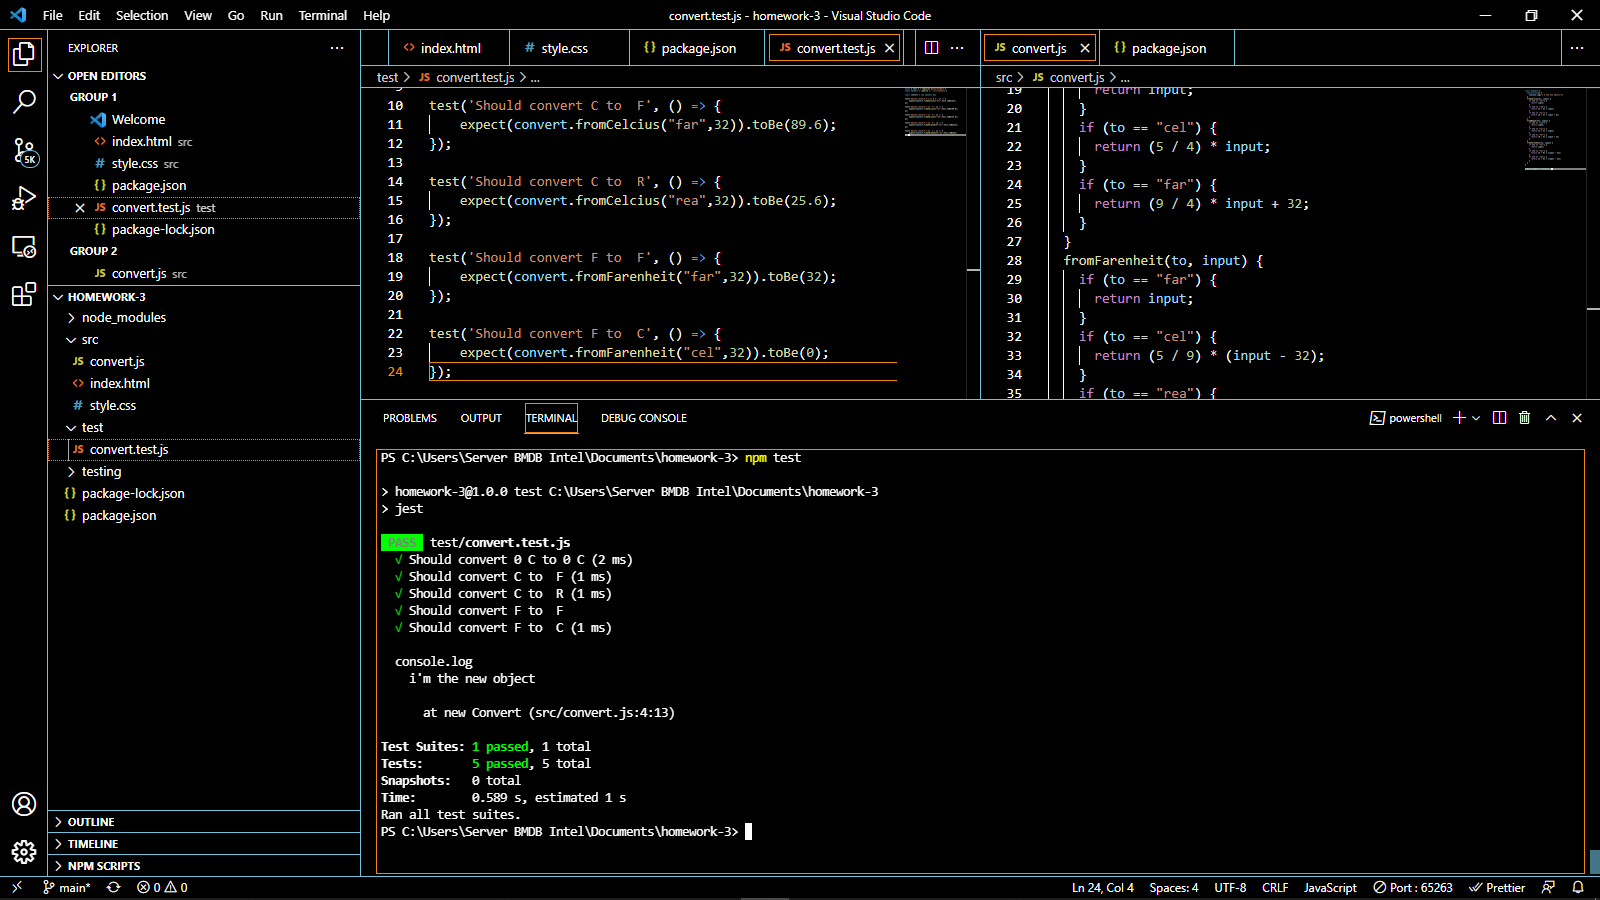 File Edit Selection View Go Run Terminal Help
convert.test.js - homework-3 - Visual Studio Code
EXPLORER
OPEN EDITORS
GROUP 1
Welcome
index.html src
style.css src
package.json
convert.test.js test
package-lock.json
GROUP 2
convert.js src
HOMEWORK-3
node_modules
src
convert.js
index.html
style.css
test
convert.test.js
testing
package-lock.json
package.json
OUTLINE
TIMELINE
NPM SCRIPTS
5K
index.html style.css package.json convert.test.js
test > convert.test.js > ...
10 test('Should convert C to  F', () => {
11     expect(convert.fromCelcius("far",32)).toBe(89.6);
12 });
13
14 test('Should convert C to  R', () => {
15     expect(convert.fromCelcius("rea",32)).toBe(25.6);
16 });
17
18 test('Should convert F to  F', () => {
19     expect(convert.fromFarenheit("far",32)).toBe(32);
20 });
21
22 test('Should convert F to  C', () => {
23     expect(convert.fromFarenheit("cel",32)).toBe(0);
24 });
convert.js package.json
src > convert.js > ...
19     return input;
20   }
21   if (to == "cel") {
22     return (5 / 4) * input;
23   }
24   if (to == "far") {
25     return (9 / 4) * input + 32;
26   }
27 }
28 fromFarenheit(to, input) {
29   if (to == "far") {
30     return input;
31   }
32   if (to == "cel") {
33     return (5 / 9) * (input - 32);
34   }
35   if (to == "rea") {
PROBLEMS OUTPUT TERMINAL DEBUG CONSOLE
powershell
PS C:\Users\Server BMDB Intel\Documents\homework-3> npm test
> homework-3@1.0.0 test C:\Users\Server BMDB Intel\Documents\homework-3
> jest
PASS test/convert.test.js
√ Should convert 0 C to 0 C (2 ms)
√ Should convert C to  F (1 ms)
√ Should convert C to  R (1 ms)
√ Should convert F to  F
√ Should convert F to  C (1 ms)
console.log
i'm the new object
at new Convert (src/convert.js:4:13)
Test Suites: 1 passed, 1 total
Tests:       5 passed, 5 total
Snapshots:   0 total
Time:        0.589 s, estimated 1 s
Ran all test suites.
PS C:\Users\Server BMDB Intel\Documents\homework-3>
main* 0 0
Ln 24, Col 4 Spaces: 4 UTF-8 CRLF JavaScript Port : 65263 Prettier